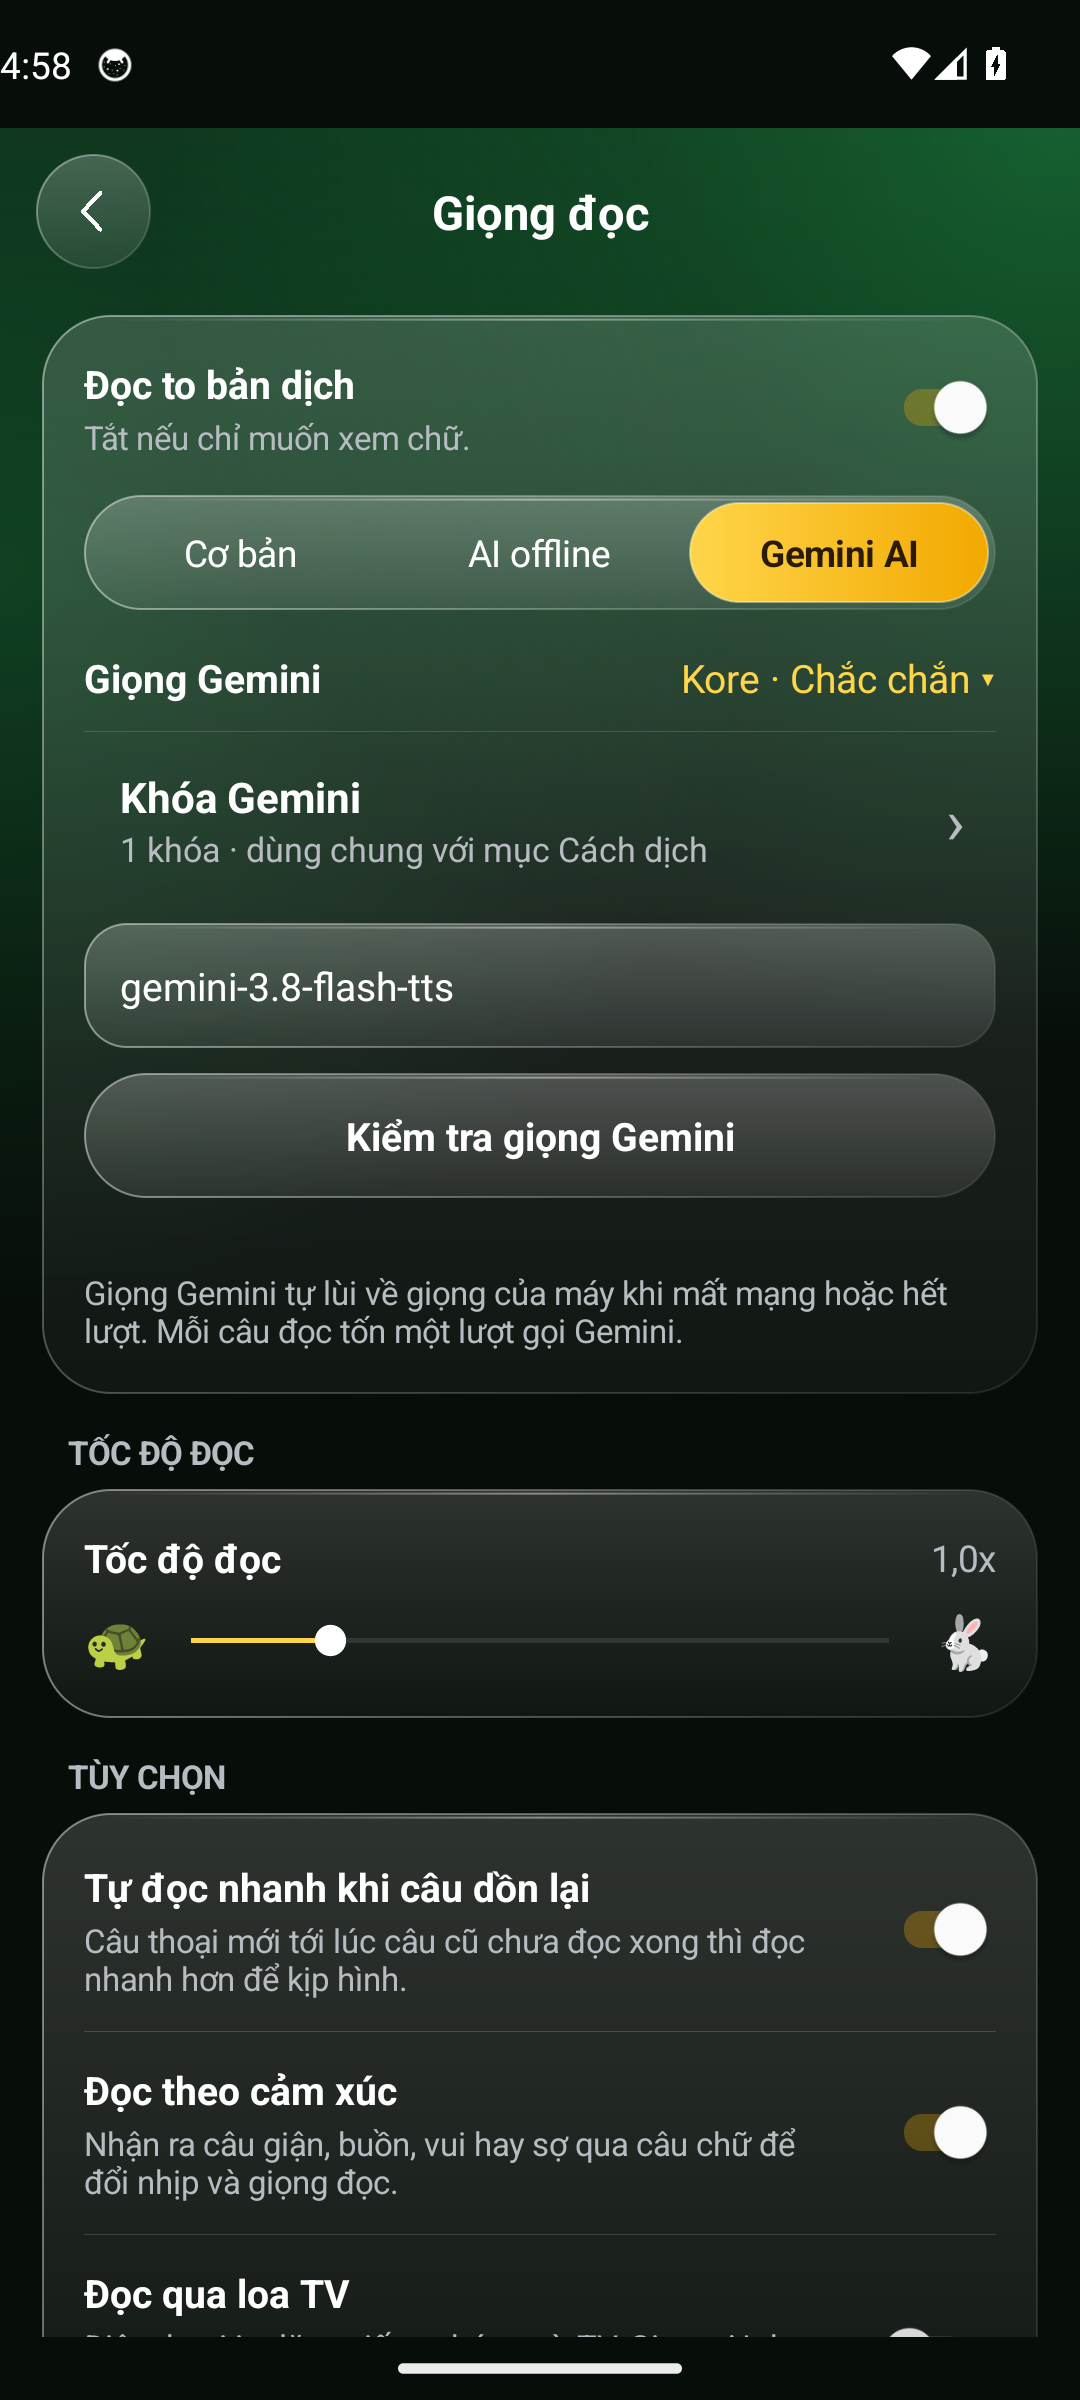 4:58
Giọng đọc
Đọc to bản dịch
Tắt nếu chỉ muốn xem chữ.
Cơ bản
AI offline
Gemini AI
Giọng Gemini
Kore · Chắc chắn ▾
Khóa Gemini
1 khóa · dùng chung với mục Cách dịch
gemini-3.8-flash-tts
Kiểm tra giọng Gemini
Giọng Gemini tự lùi về giọng của máy khi mất mạng hoặc hết
lượt. Mỗi câu đọc tốn một lượt gọi Gemini.
TỐC ĐỘ ĐỌC
Tốc độ đọc
1,0x
TÙY CHỌN
Tự đọc nhanh khi câu dồn lại
Câu thoại mới tới lúc câu cũ chưa đọc xong thì đọc
nhanh hơn để kịp hình.
Đọc theo cảm xúc
Nhận ra câu giận, buồn, vui hay sợ qua câu chữ để
đổi nhịp và giọng đọc.
Đọc qua loa TV